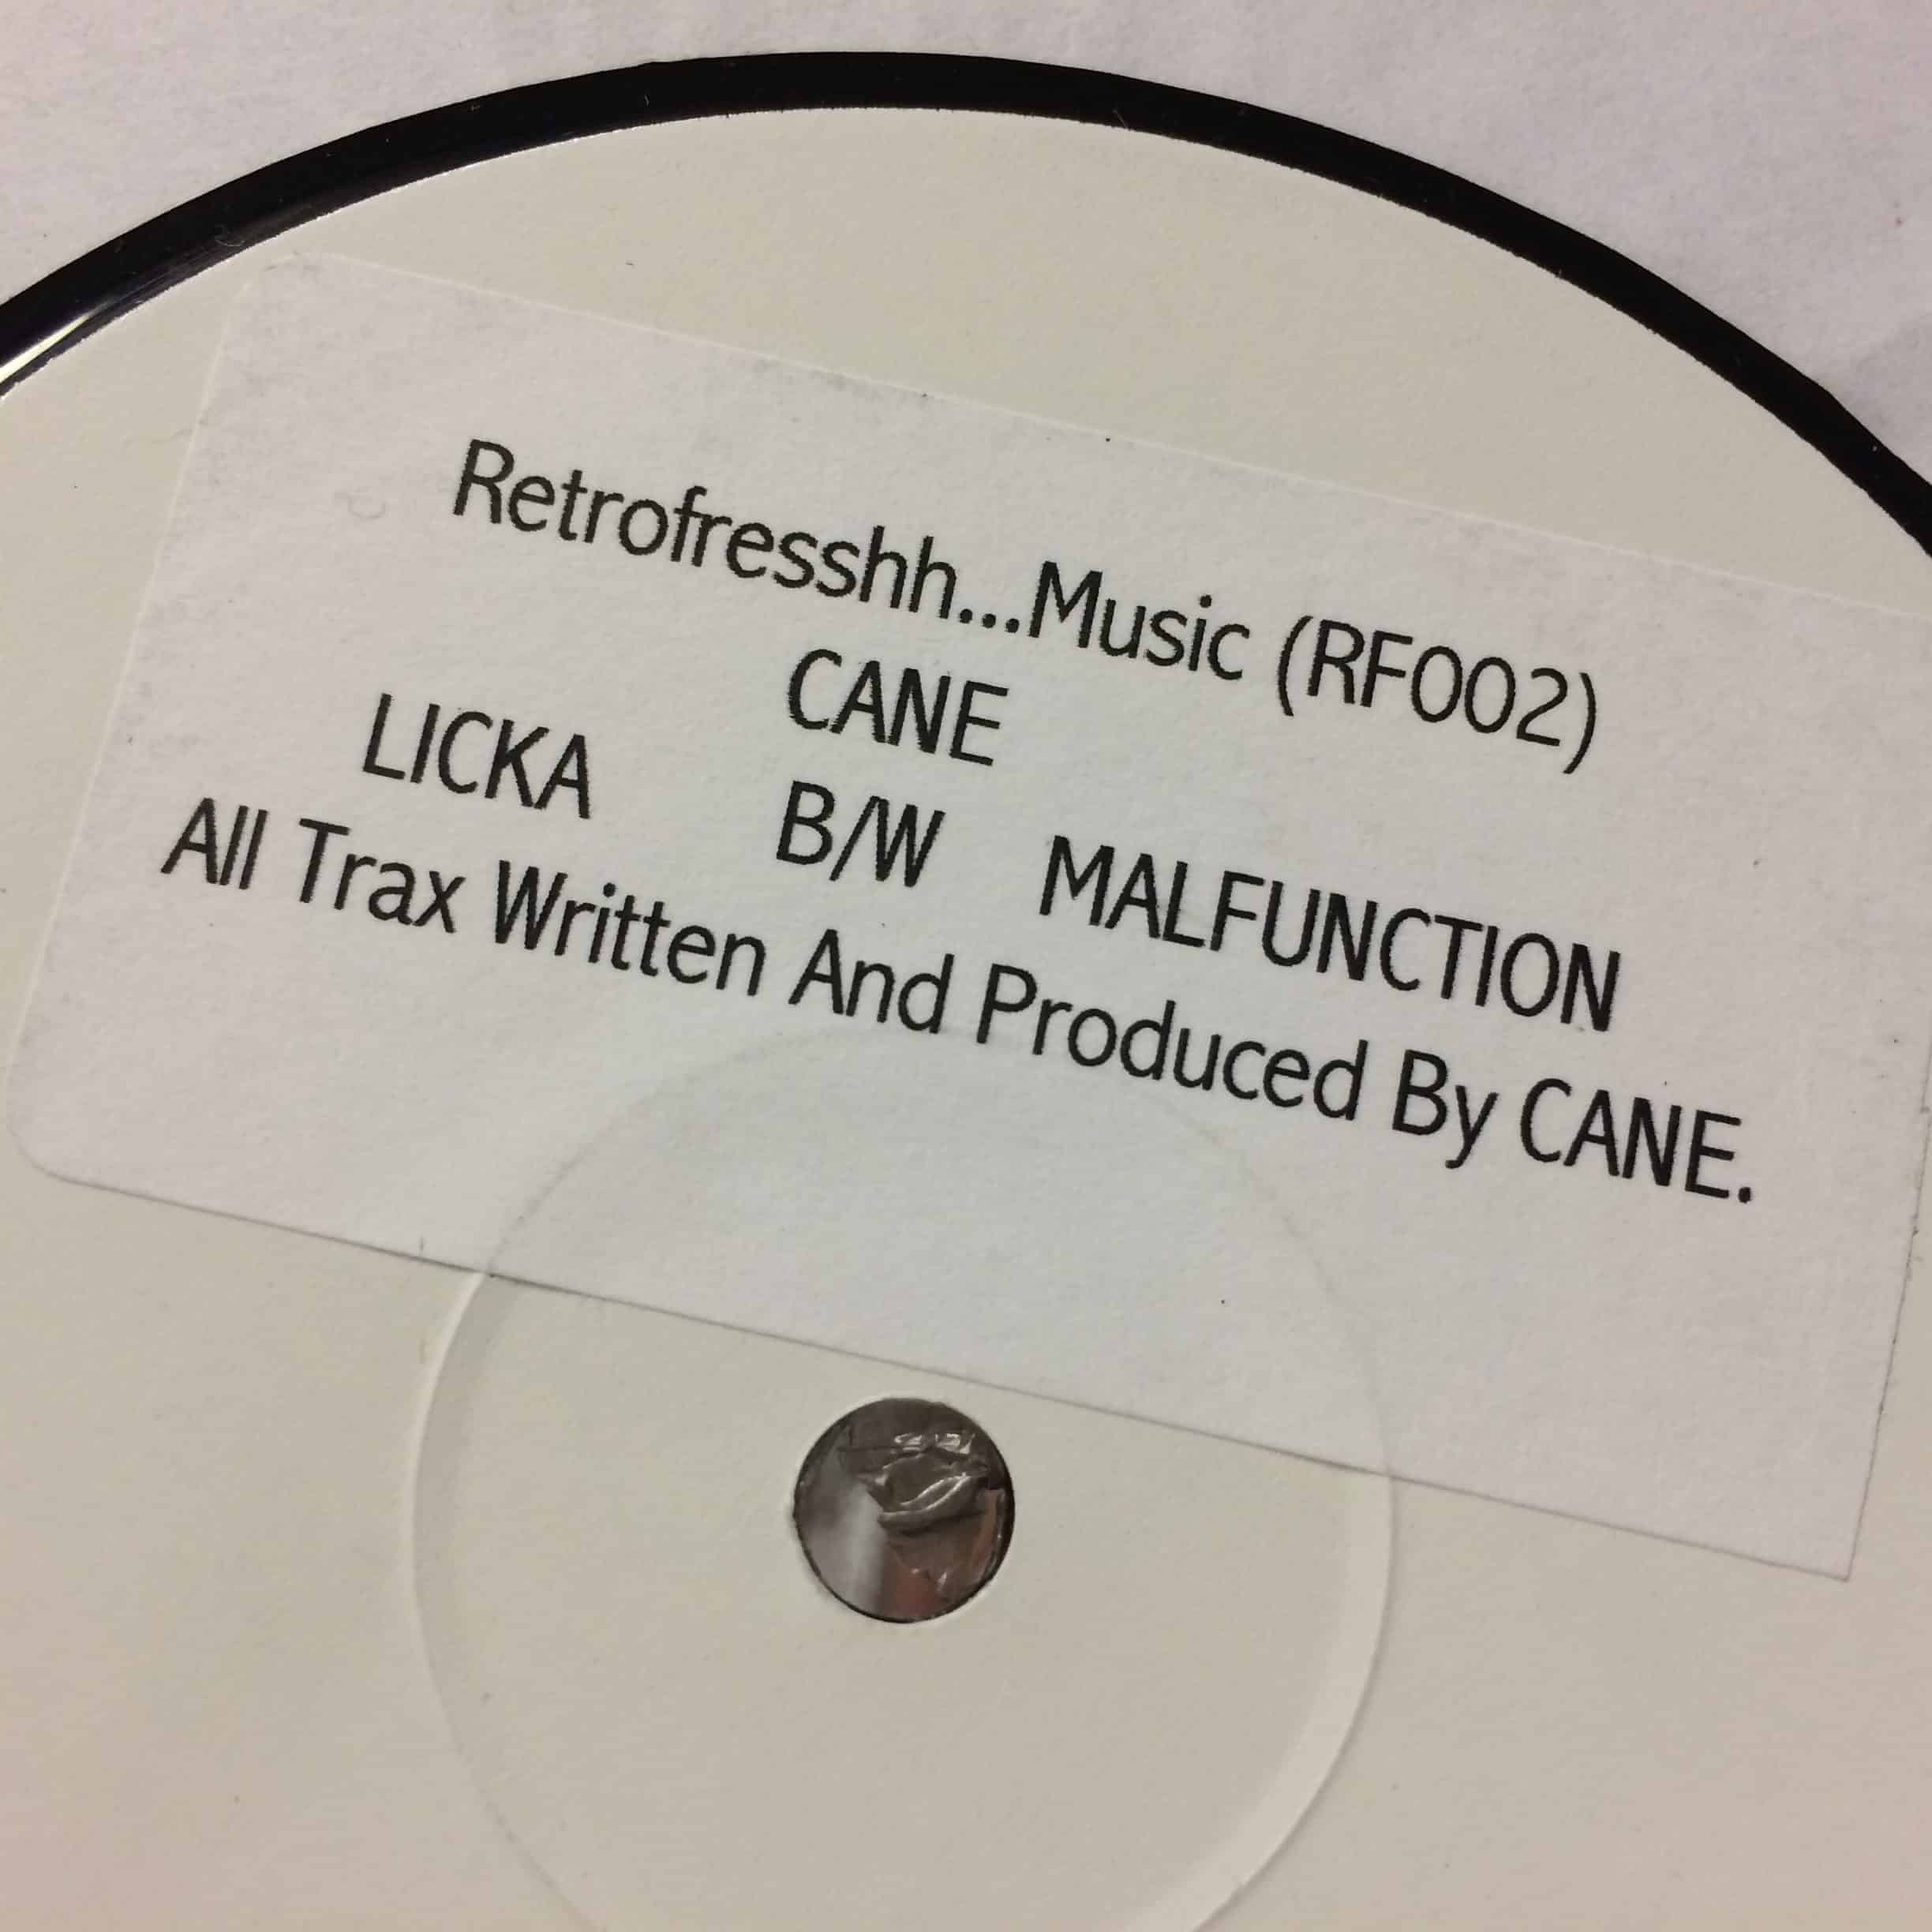 Retrofresshh...Music (RF002)
CANE
LICKA B/W MALFUNCTION
All Trax Written And Produced By CANE.